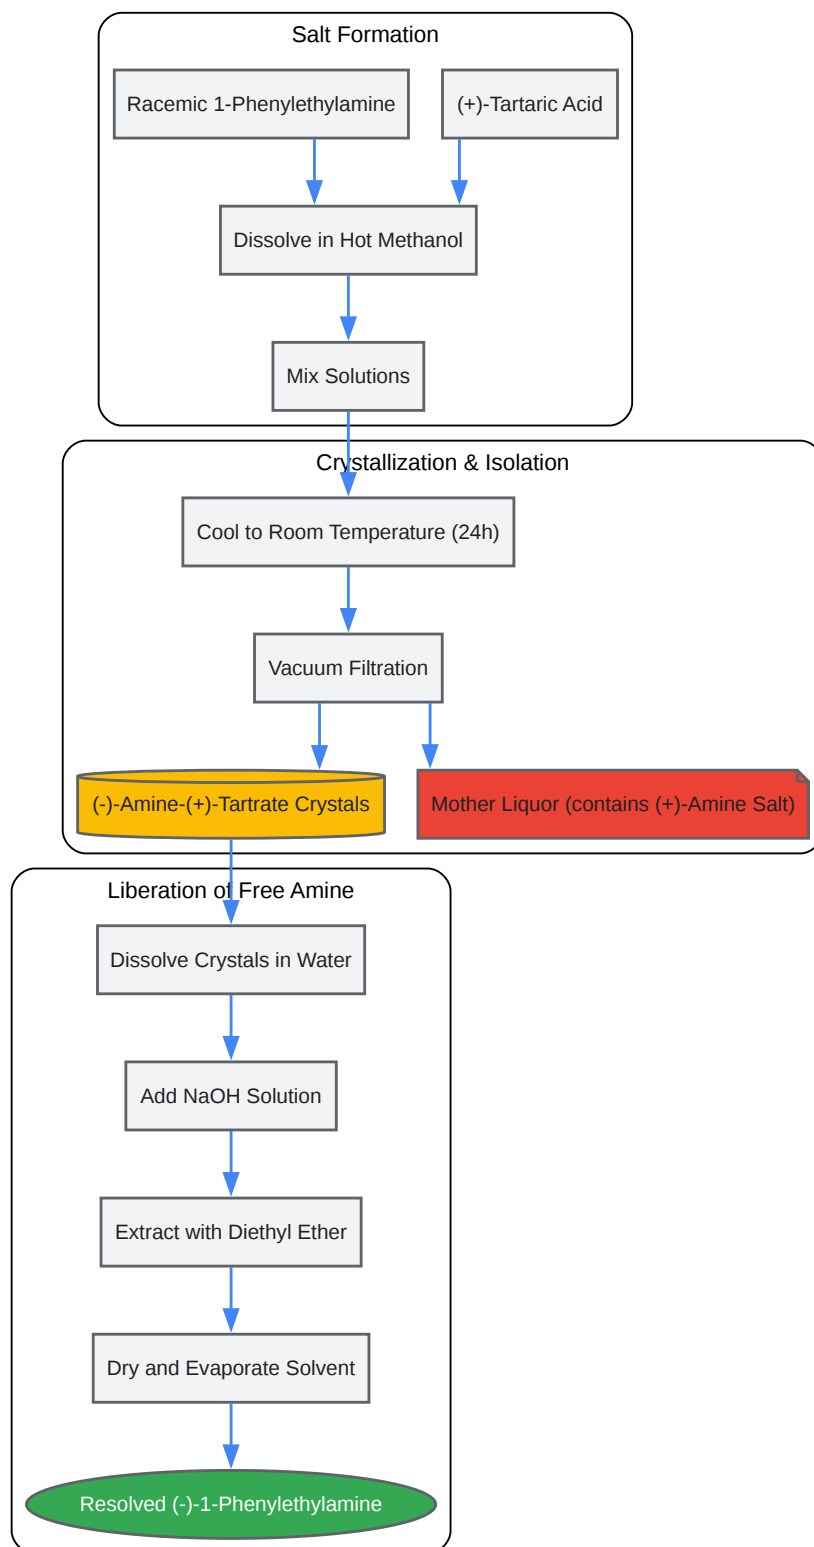 Salt Formation
Racemic 1-Phenylethylamine
(+)-Tartaric Acid
Dissolve in Hot Methanol
Mix Solutions
Crystallization & Isolation
Cool to Room Temperature (24h)
Vacuum Filtration
(-)-Amine-(+)-Tartrate Crystals
Mother Liquor (contains (+)-Amine Salt)
Liberation of Free Amine
Dissolve Crystals in Water
Add NaOH Solution
Extract with Diethyl Ether
Dry and Evaporate Solvent
Resolved (-)-1-Phenylethylamine